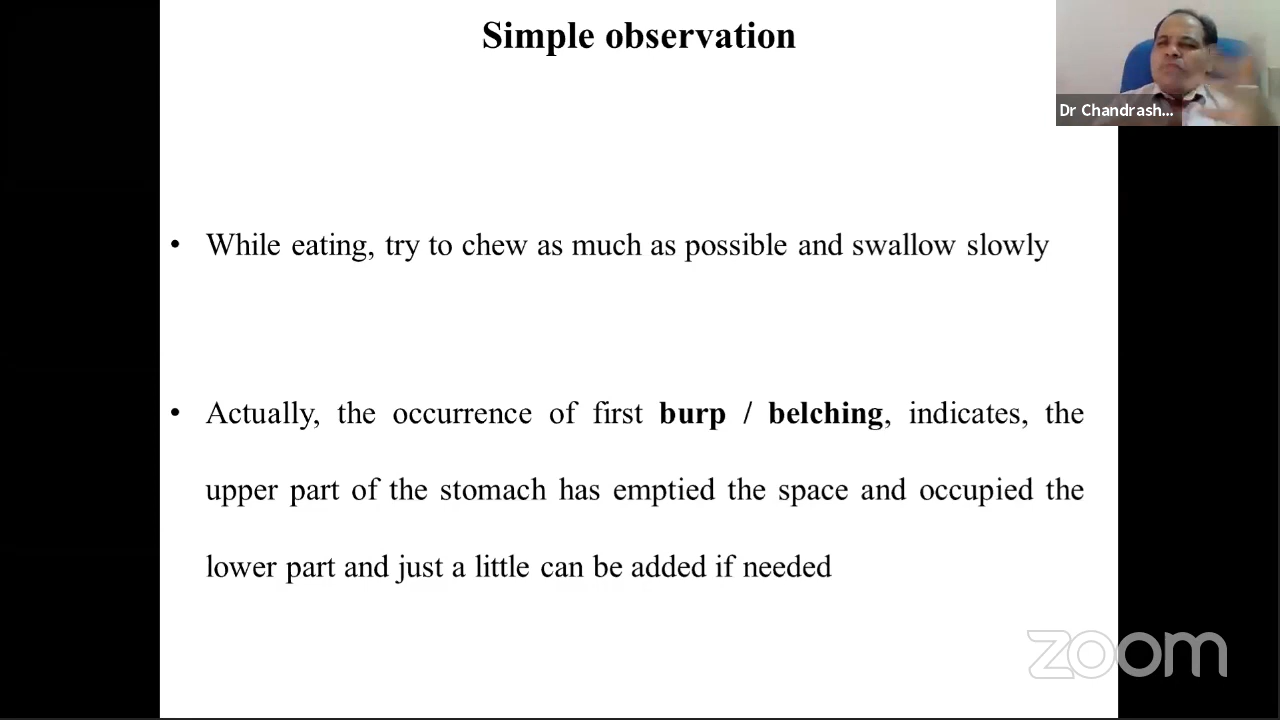 Simple observation
Dr Chandrash...
• While eating, try to chew as much as possible and swallow slowly
• Actually, the occurrence of first burp / belching, indicates, the
upper part of the stomach has emptied the space and occupied the
lower part and just a little can be added if needed
zoom